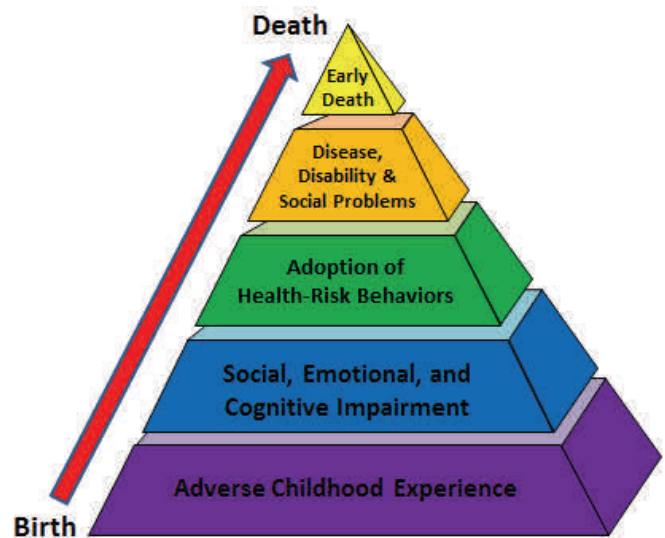 Death
Early
Death
Disease,
Disability &
Social Problems
Adoption of
Health-Risk Behaviors
Social, Emotional, and
Cognitive Impairment
Adverse Childhood Experience
Birth